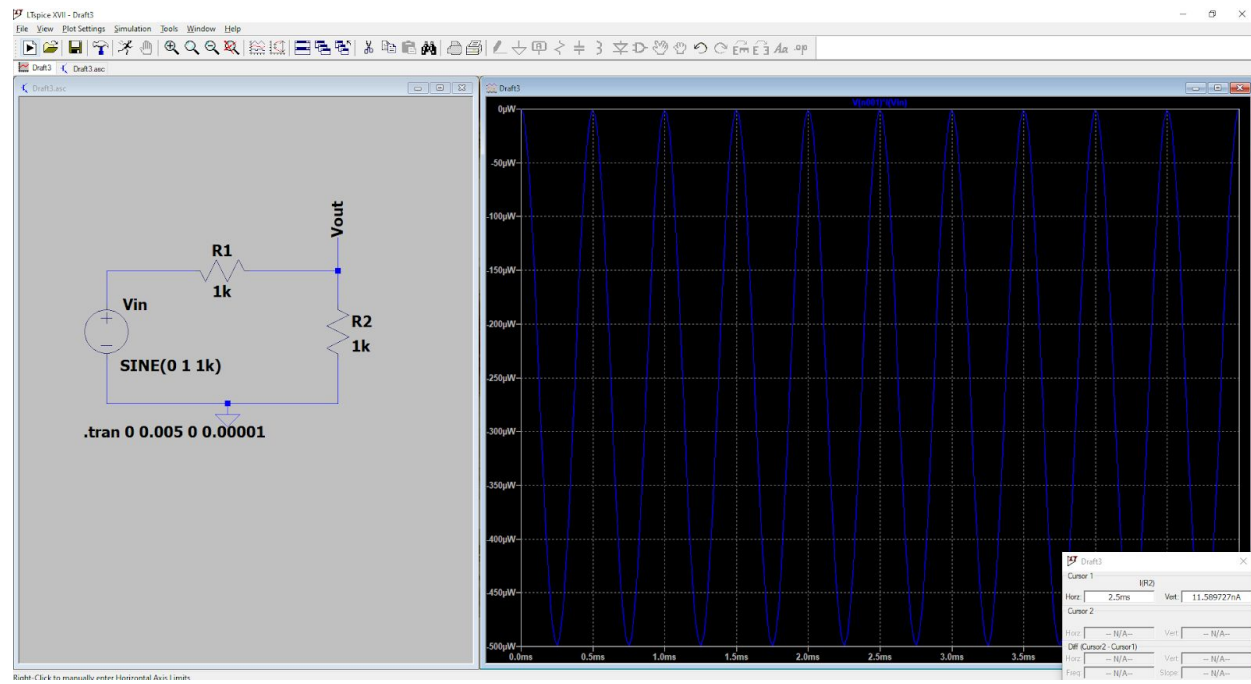 LTspice XVII - Draft3
File View Plot Settings Simulation Tools Window Help
Draft3 Draft3.asc
Draft3.asc
Draft3
V(n001)*I(Vin)
0µW
-50µW
-100µW
-150µW
-200µW
-250µW
-300µW
-350µW
-400µW
-450µW
-500µW
0.0ms 0.5ms 1.0ms 1.5ms 2.0ms 2.5ms 3.0ms 3.5ms
Vout
R1
1k
Vin
R2
1k
SINE(0 1 1k)
.tran 0 0.005 0 0.00001
Draft3
Cursor 1
I(R2)
Horz: 2.5ms Vert: 11.589727nA
Cursor 2
Horz: -- N/A-- Vert: -- N/A--
Diff (Cursor2 - Cursor1)
Horz: -- N/A-- Vert: -- N/A--
Freq: -- N/A-- Slope: -- N/A--
Right-Click to manually enter Horizontal Axis Limits